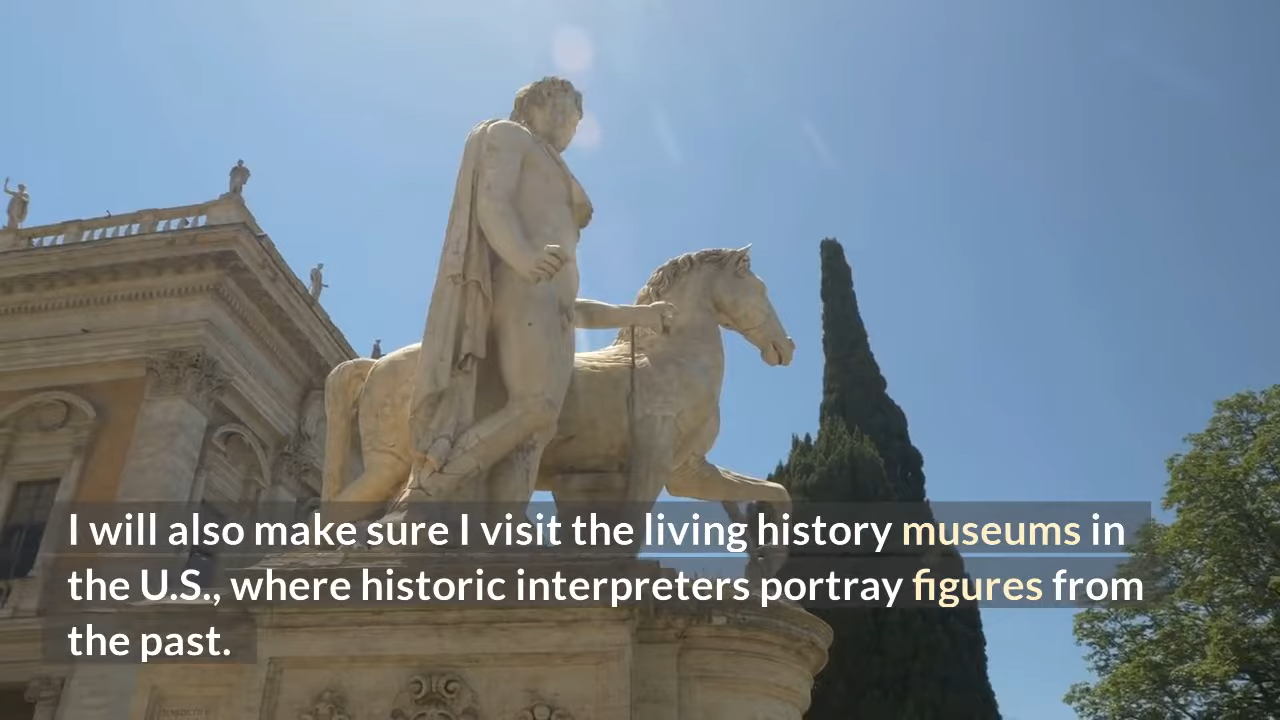 I will also make sure I visit the living history museums in
the U.S., where historic interpreters portray figures from
the past.